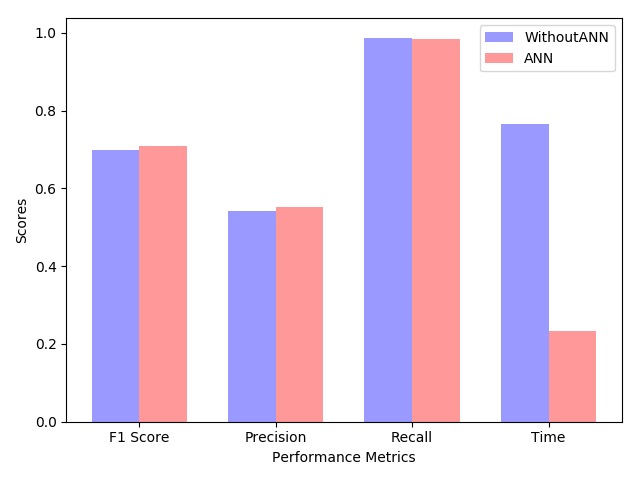 WithoutANN
ANN
1.0
0.8
0.6
0.4
0.2
0.0
Scores
F1 Score
Precision
Recall
Time
Performance Metrics